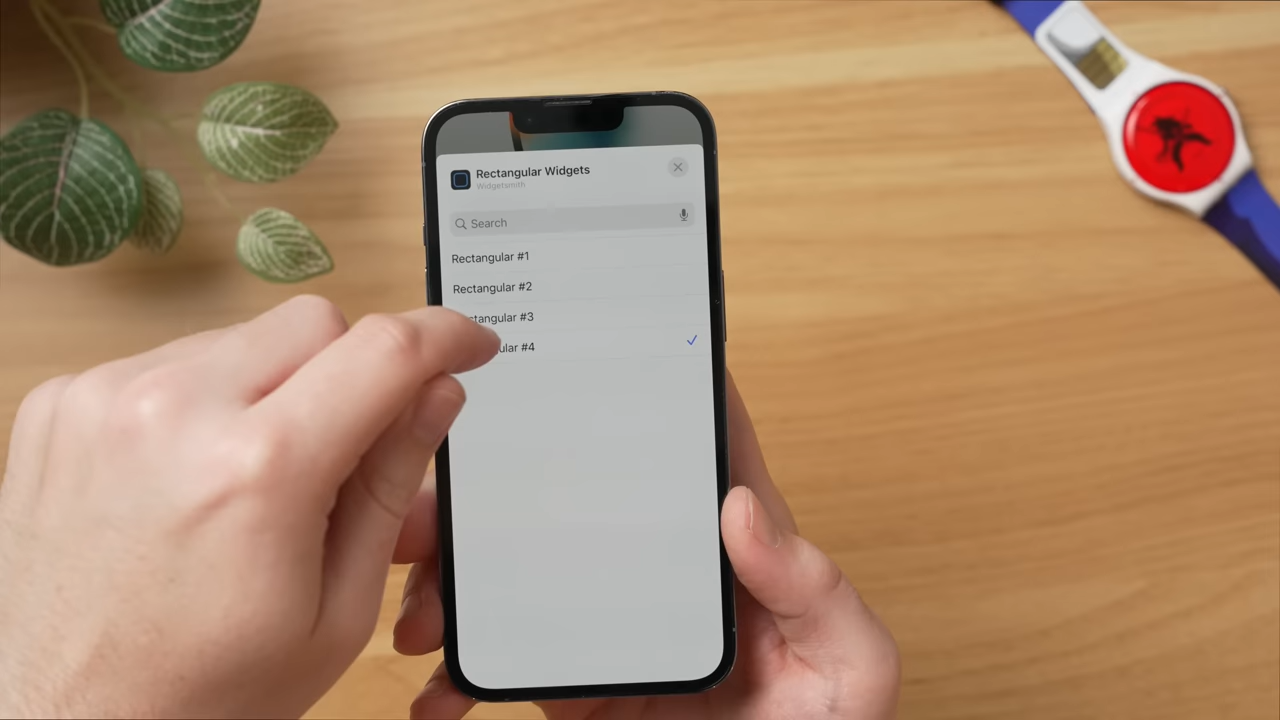 Rectangular Widgets
Widgetsmith
Search
Rectangular #1
Rectangular #2
ctangular #3
ular #4